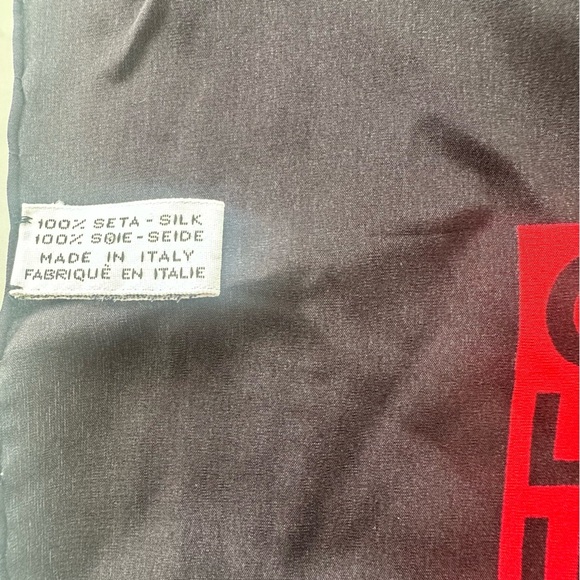 100% SETA - SILK
100% SOIE - SEIDE
MADE IN ITALY
FABRIQUË EN ITALIE